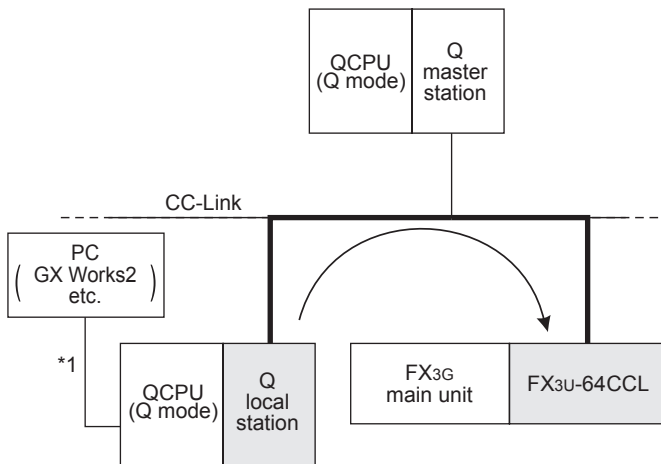 QCPU
(Q mode)
Q
master
station
CC-Link
PC
( GX Works2 )
etc.
*1
QCPU
(Q mode)
Q
local
station
FX3G
main unit
FX3U-64CCL